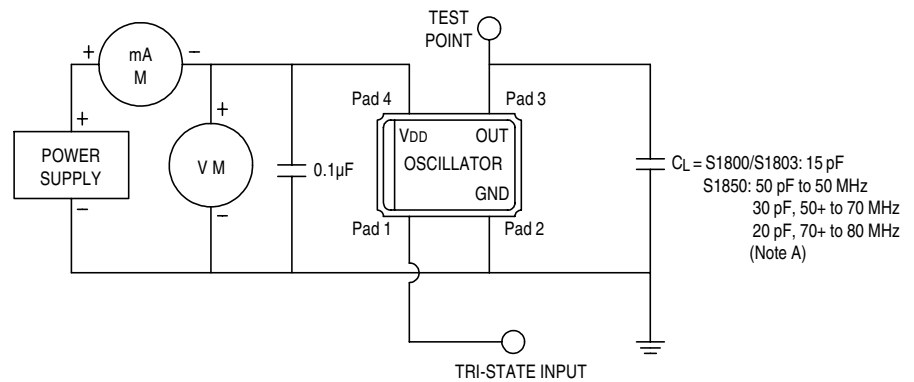 TEST
POINT
+
mA
M
–
Pad 4
Pad 3
+
+
VDD
OUT
POWER
SUPPLY
V M
0.1µF
OSCILLATOR
CL = S1800/S1803: 15 pF
GND
S1850: 50 pF to 50 MHz
–
–
30 pF, 50+ to 70 MHz
Pad 1
Pad 2
20 pF, 70+ to 80 MHz
(Note A)
TRI-STATE INPUT